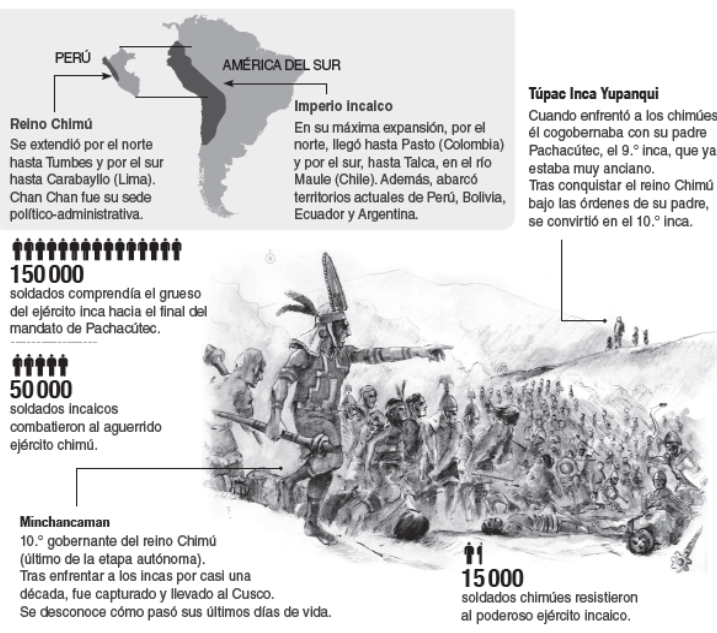 PERÚ
AMÉRICA DEL SUR
Reino Chimú
Se extendió por el norte
hasta Tumbes y por el sur
hasta Carabayllo (Lima).
Chan Chan fue su sede
político-administrativa.
Imperio incaico
En su máxima expansión, por el
norte, llegó hasta Pasto (Colombia)
y por el sur, hasta Talca, en el río
Maule (Chile). Además, abarcó
territorios actuales de Perú, Bolivia,
Ecuador y Argentina.
Túpac Inca Yupanqui
Cuando enfrentó a los chimúes
él cogobernaba con su padre
Pachacútec, el 9.° inca, que ya
estaba muy anciano.
Tras conquistar el reino Chimú
bajo las órdenes de su padre,
se convirtió en el 10.° inca.
150 000
soldados comprendía el grueso
del ejército inca hacia el final del
mandato de Pachacútec.
50 000
soldados incaicos
combatieron al aguerrido
ejército chimú.
Minchancaman
10.° gobernante del reino Chimú
(último de la etapa autónoma).
Tras enfrentar a los incas por casi una
década, fue capturado y llevado al Cusco.
Se desconoce cómo pasó sus últimos días de vida.
15 000
soldados chimúes resistieron
al poderoso ejército incaico.